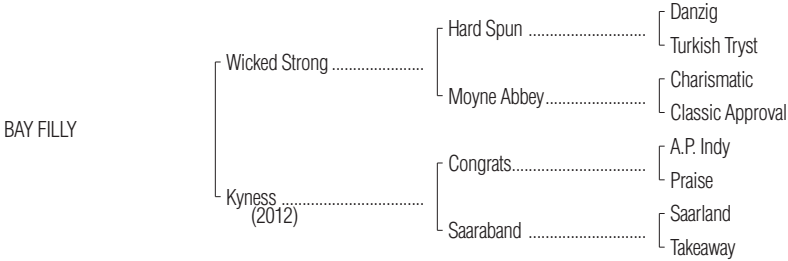 Danzig
Hard Spun ..............................
Turkish Tryst
Wicked Strong .......................
Charismatic
Moyne Abbey..........................
Classic Approval
BAY FILLY
A.P. Indy
Congrats..................................
Praise
Kyness ....................................
(2012)
Saarland
Saaraband ..............................
Takeaway